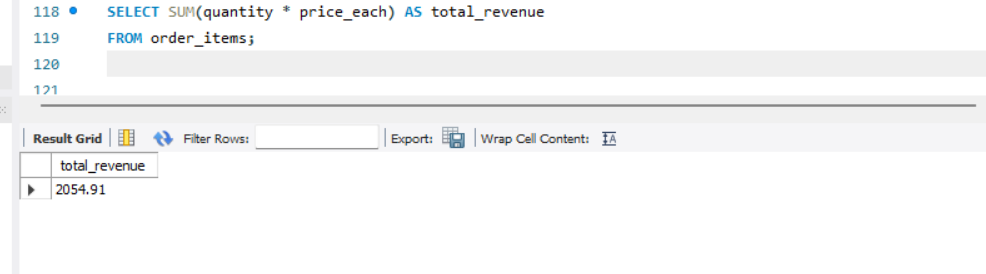 118 SELECT SUM(quantity * price_each) AS total_revenue
119 FROM order_items;
120
121
Result Grid Filter Rows: Export: Wrap Cell Content: IA
total_revenue
2054.91